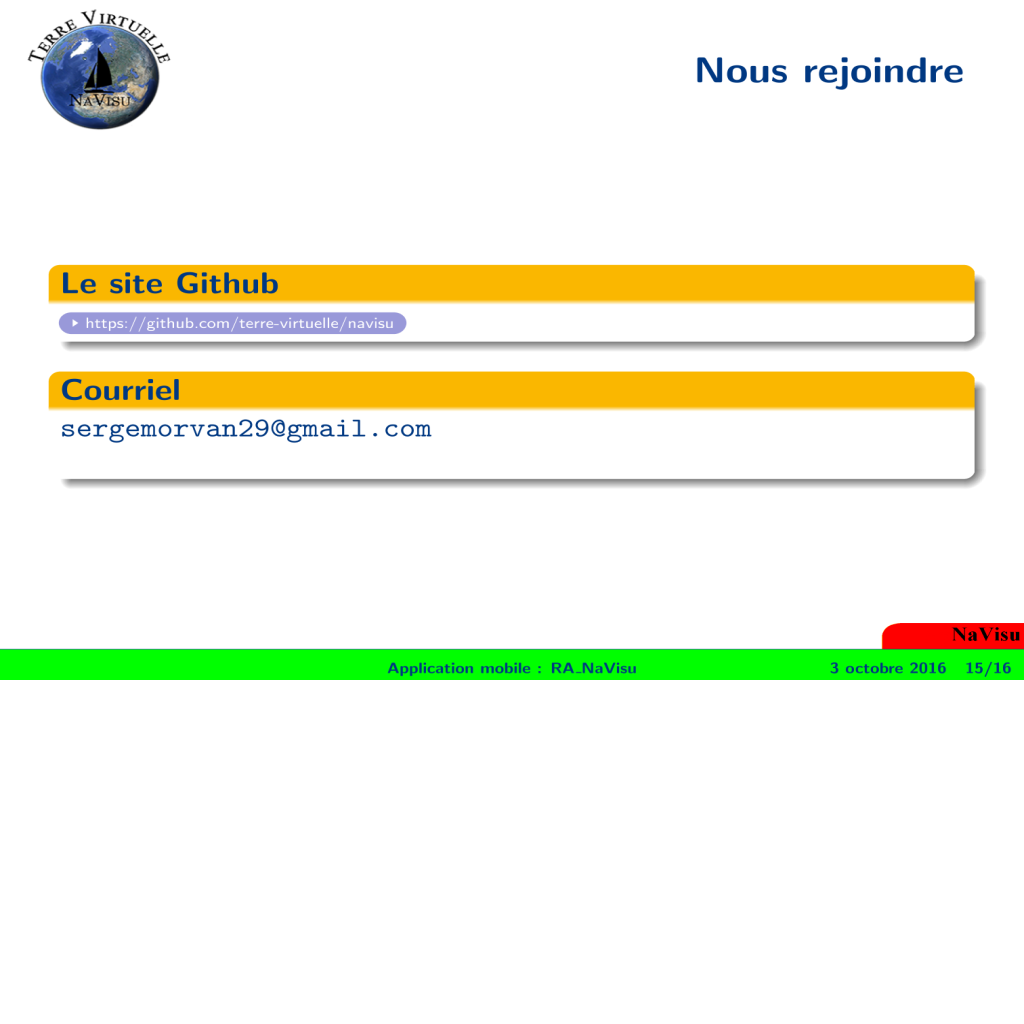 TERRE VIRTUELLE
NAVISU
Nous rejoindre
Le site Github
https://github.com/terre-virtuelle/navisu
Courriel
sergemorvan29@gmail.com
NaVisu
Application mobile : RA_NaVisu
3 octobre 2016 15/16